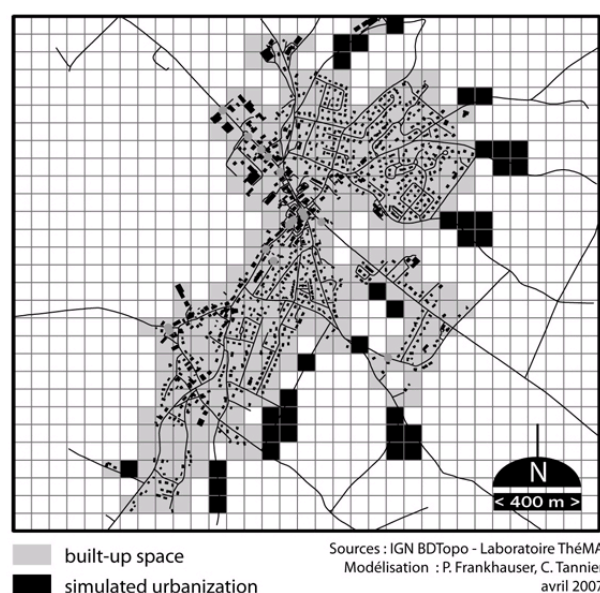 N
< 400 m >
built-up space
simulated urbanization
Sources : IGN BDTopo - Laboratoire ThéMA
Modélisation : P. Frankhauser, C. Tannier
avril 2007